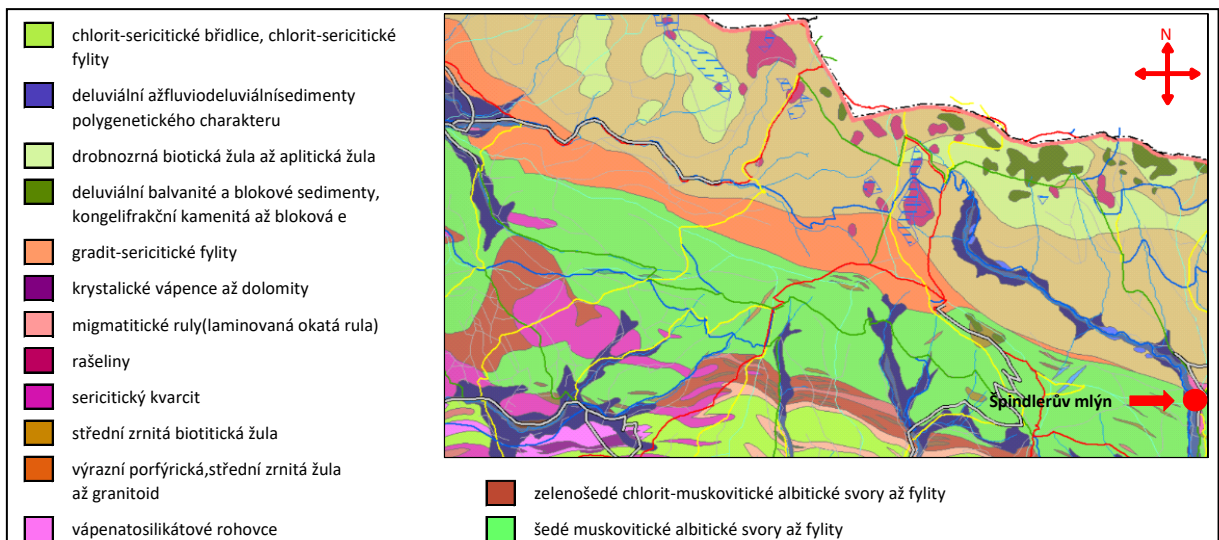 chlorit-sericitické břidlice, chlorit-sericitické
fylity
deluviální ažfluviodeluviálnísedimenty
polygenetického charakteru
drobnozrná biotická žula až aplitická žula
deluviální balvanité a blokové sedimenty,
kongelifrakční kamenitá až bloková e
gradit-sericitické fylity
krystalické vápence až dolomity
migmatitické ruly(laminovaná okatá rula)
rašeliny
sericitický kvarcit
střední zrnitá biotitická žula
výrazní porfýrická,střední zrnitá žula
až granitoid
vápenatosilikátové rohovce
N
Špindlerův mlýn
zelenošedé chlorit-muskovitické albitické svory až fylity
šedé muskovitické albitické svory až fylity